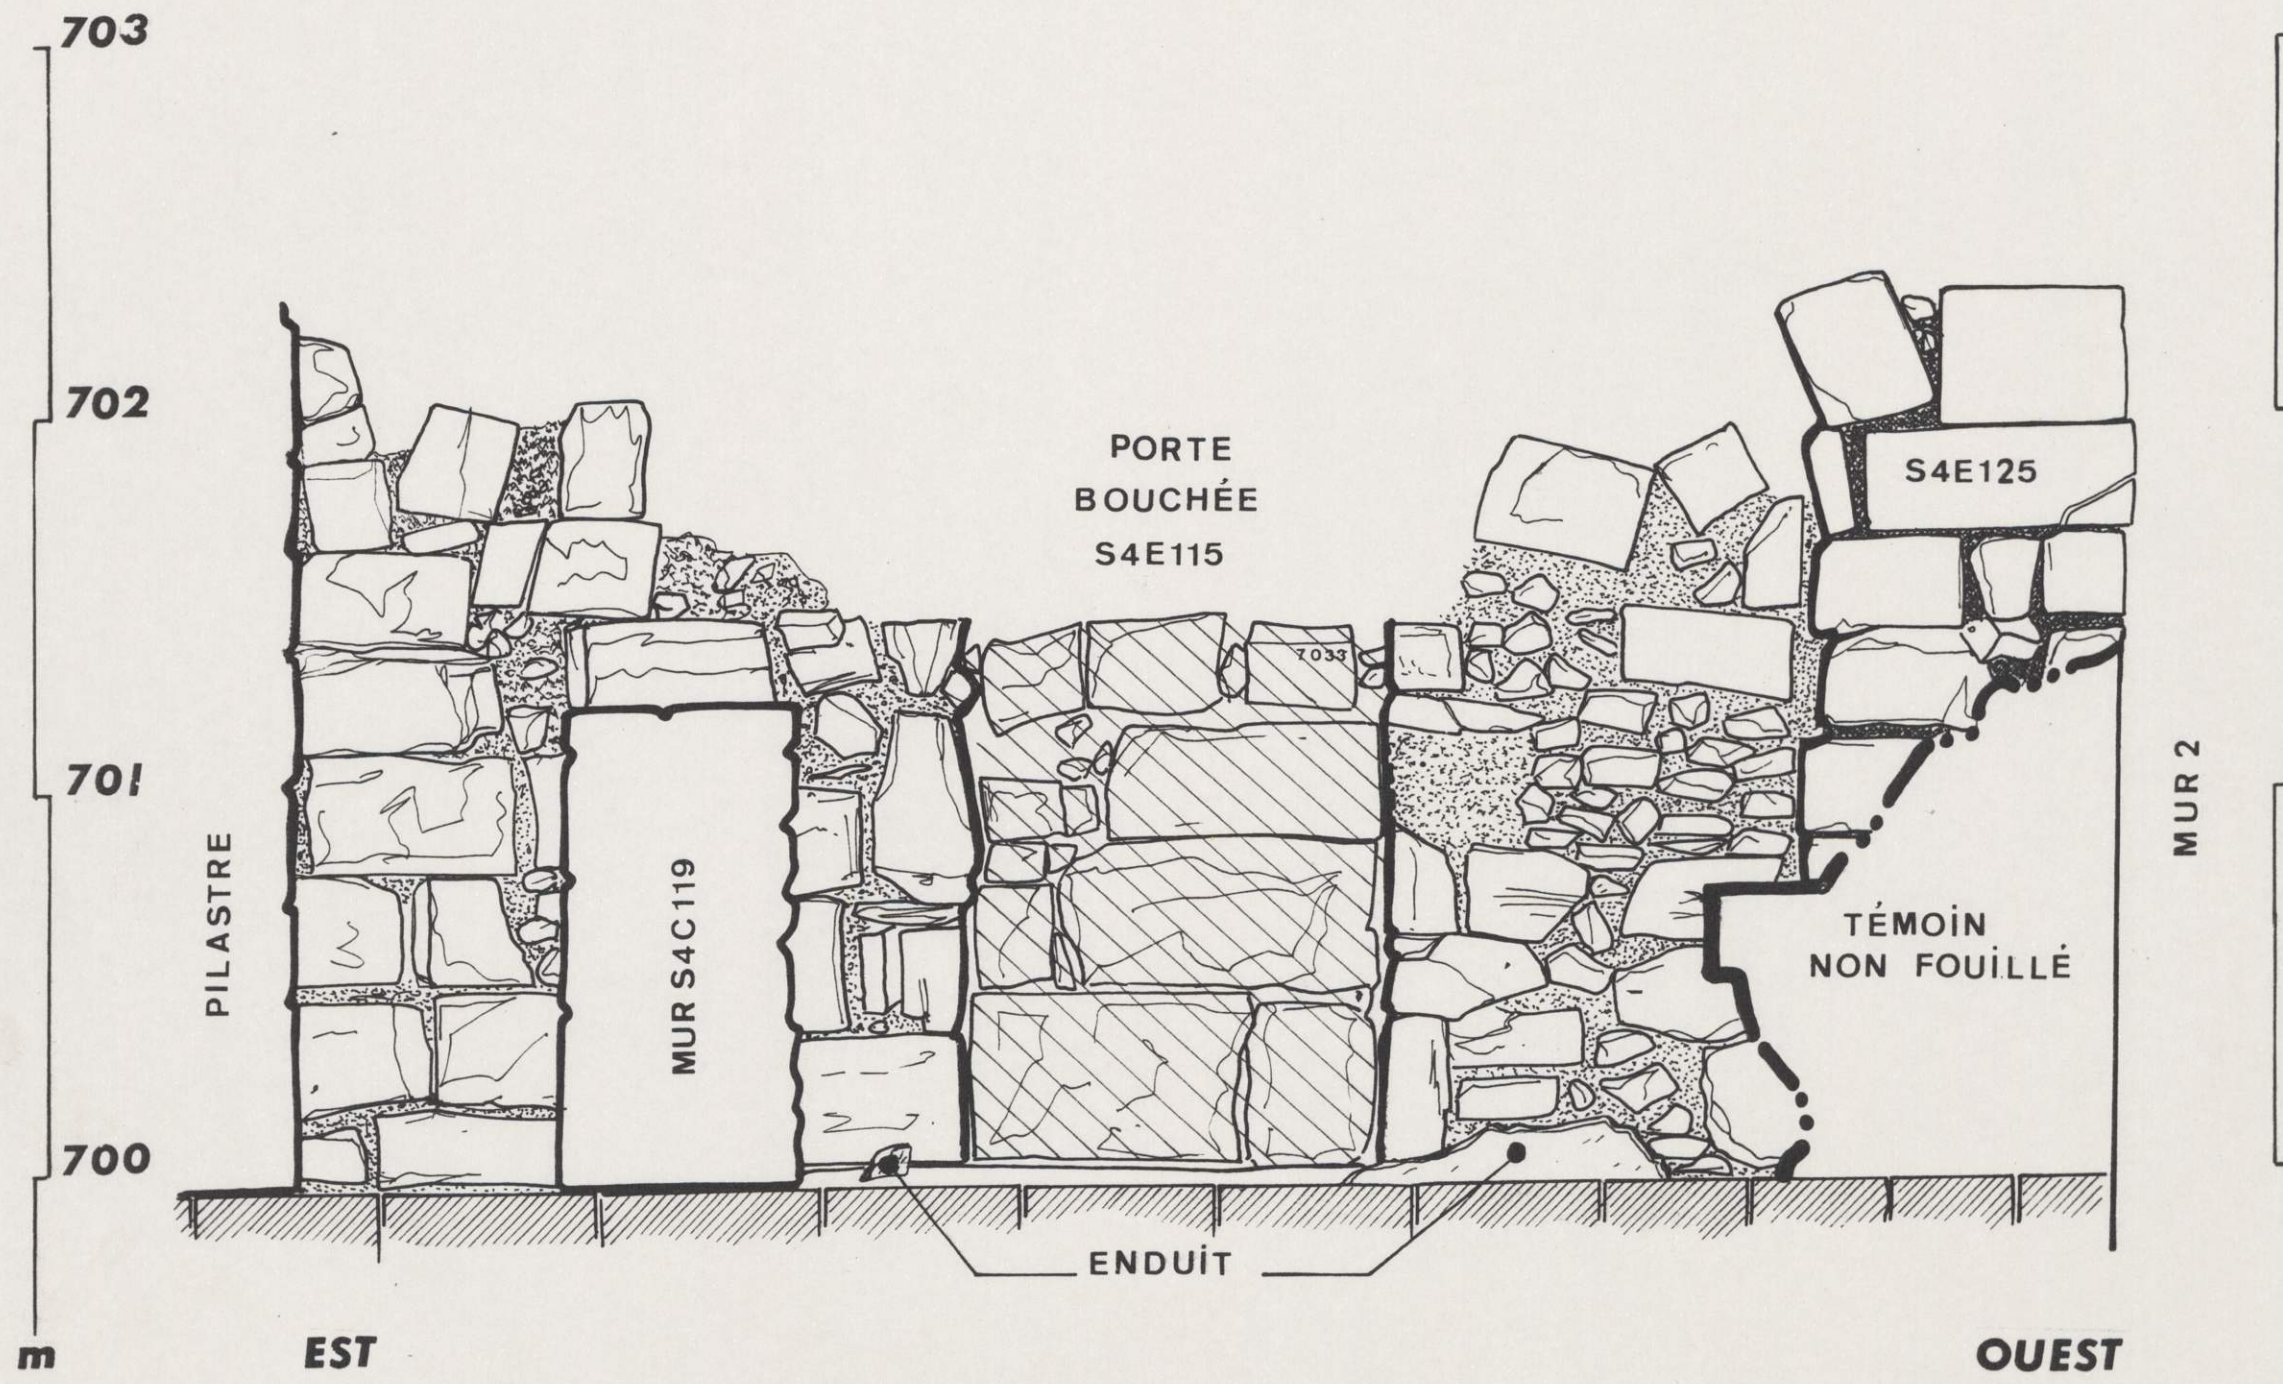 703
702
701
700
m
PILASTRE
MUR S4C119
PORTE
BOUCHÉE
S4E115
7033
S4E125
TÉMOiN
NON FOUiLLÉ
MUR 2
ENDUiT
EST
OUEST